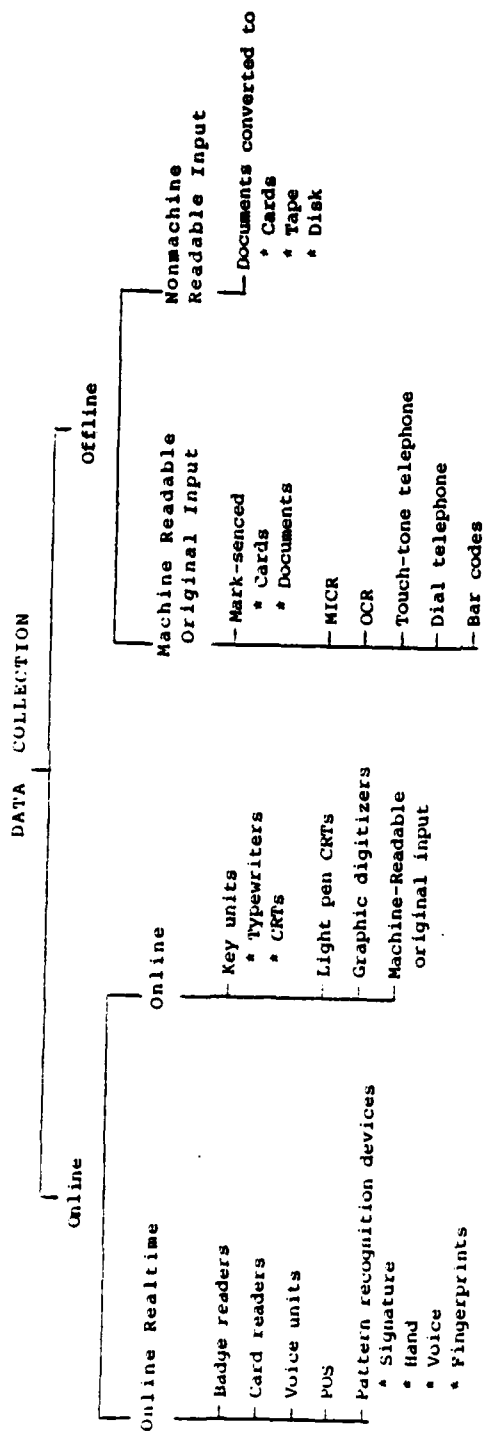 DATA COLLECTION
Online
Offline
Online Realtime
Badge readers
Card readers
Voice units
POS
Pattern recognition devices
* Signature
* Hand
* Voice
* Fingerprints
Online
Key units
* Typewriters
* CRTs
Light pen CRTs
Graphic digitizers
Machine-Readable
original input
Machine Readable
Original Input
Mark-senced
* Cards
* Documents
MICR
OCR
Touch-tone telephone
Dial telephone
Bar codes
Nonmachine
Readable Input
Documents converted to
* Cards
* Tape
* Disk